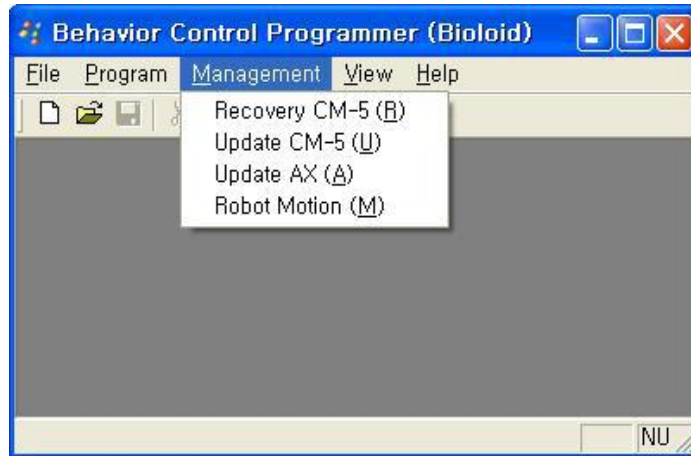 Behavior Control Programmer (Bioloid)
File Program Management View Help
Recovery CM-5 (R)
Update CM-5 (U)
Update AX (A)
Robot Motion (M)
NU